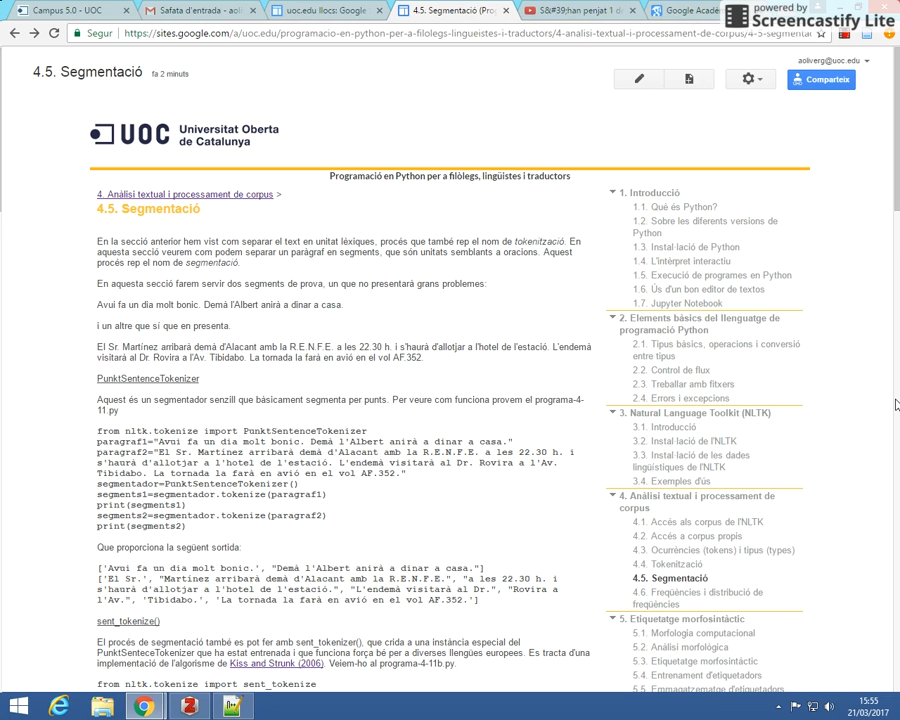 Campus 5.0 - UOC
Safata d'entrada - aoli
uoc.edu llocs: Google
4.5. Segmentació (Pro
S&#39;han penjat 1 de
Google Acadè
powered by
Screencastify Lite
Segur
https://sites.google.com/a/uoc.edu/programacio-en-python-per-a-filolegs-lingueistes-i-traductors/4-analisi-textual-i-processament-de-corpus/4-5-segmentac
aoliverg@uoc.edu
4.5. Segmentació fa 2 minuts
Comparteix
UOC Universitat Oberta
de Catalunya
Programació en Python per a filòlegs, lingüistes i traductors
4. Anàlisi textual i processament de corpus >
4.5. Segmentació
En la secció anterior hem vist com separar el text en unitat lèxiques, procés que també rep el nom de tokenització. En
aquesta secció veurem com podem separar un paràgraf en segments, que són unitats semblants a oracions. Aquest
procés rep el nom de segmentació.
En aquesta secció farem servir dos segments de prova, un que no presentarà grans problemes:
Avui fa un dia molt bonic. Demà l'Albert anirà a dinar a casa.
i un altre que sí que en presenta.
El Sr. Martínez arribarà demà d'Alacant amb la R.E.N.F.E. a les 22.30 h. i s'haurà d'allotjar a l'hotel de l'estació. L'endemà
visitarà al Dr. Rovira a l'Av. Tibidabo. La tornada la farà en avió en el vol AF.352.
PunktSentenceTokenizer
Aquest és un segmentador senzill que bàsicament segmenta per punts. Per veure com funciona provem el programa-4-
11.py
from nltk.tokenize import PunktSentenceTokenizer
paragraf1="Avui fa un dia molt bonic. Demà l'Albert anirà a dinar a casa."
paragraf2="El Sr. Martínez arribarà demà d'Alacant amb la R.E.N.F.E. a les 22.30 h. i
s'haurà d'allotjar a l'hotel de l'estació. L'endemà visitarà al Dr. Rovira a l'Av.
Tibidabo. La tornada la farà en avió en el vol AF.352."
segmentador=PunktSentenceTokenizer()
segments1=segmentador.tokenize(paragraf1)
print(segments1)
segments2=segmentador.tokenize(paragraf2)
print(segments2)
Que proporciona la següent sortida:
['Avui fa un dia molt bonic.', "Demà l'Albert anirà a dinar a casa."]
['El Sr.', "Martínez arribarà demà d'Alacant amb la R.E.N.F.E.", "a les 22.30 h. i
s'haurà d'allotjar a l'hotel de l'estació.", "L'endemà visitarà al Dr.", "Rovira a
l'Av.", 'Tibidabo.', 'La tornada la farà en avió en el vol AF.352.']
sent_tokenize()
El procés de segmentació també es pot fer amb sent_tokenizer(), que crida a una instància especial del
PunktSenteceTokenizer que ha estat entrenada i que funciona força bé per a diverses llengües europees. Es tracta d'una
implementació de l'algorisme de Kiss and Strunk (2006). Veiem-ho al programa-4-11b.py.
from nltk.tokenize import sent_tokenize
1. Introducció
1.1. Què és Python?
1.2. Sobre les diferents versions de
Python
1.3. Instal·lació de Python
1.4. L'intèrpret interactiu
1.5. Execució de programes en Python
1.6. Ús d'un bon editor de textos
1.7. Jupyter Notebook
2. Elements bàsics del llenguatge de
programació Python
2.1. Tipus bàsics, operacions i conversió
entre tipus
2.2. Control de flux
2.3. Treballar amb fitxers
2.4. Errors i excepcions
3. Natural Language Toolkit (NLTK)
3.1. Introducció
3.2. Instal·lació de l'NLTK
3.3. Instal·lació de les dades
lingüístiques de l'NLTK
3.4. Exemples d'ús
4. Anàlisi textual i processament de
corpus
4.1. Accés als corpus de l'NLTK
4.2. Accés a corpus propis
4.3. Ocurrències (tokens) i tipus (types)
4.4. Tokenització
4.5. Segmentació
4.6. Freqüències i distribució de
freqüències
5. Etiquetatge morfosintàctic
5.1. Morfologia computacional
5.2. Anàlisi morfològica
5.3. Etiquetatge morfosintàctic
5.4. Entrenament d'etiquetadors
5.5. Emmagatzematge d'etiquetadors
15:55
21/03/2017